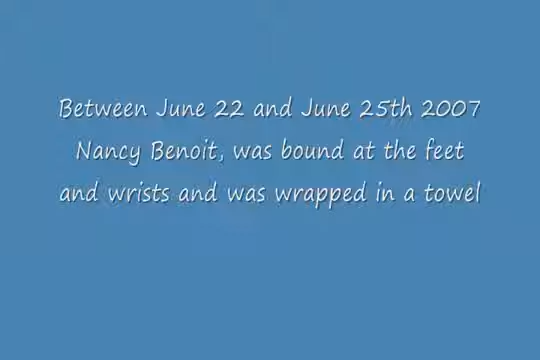 Between June 22 and June 25th 2007
Nancy Benoit, was bound at the feet
and wrists and was wrapped in a towel